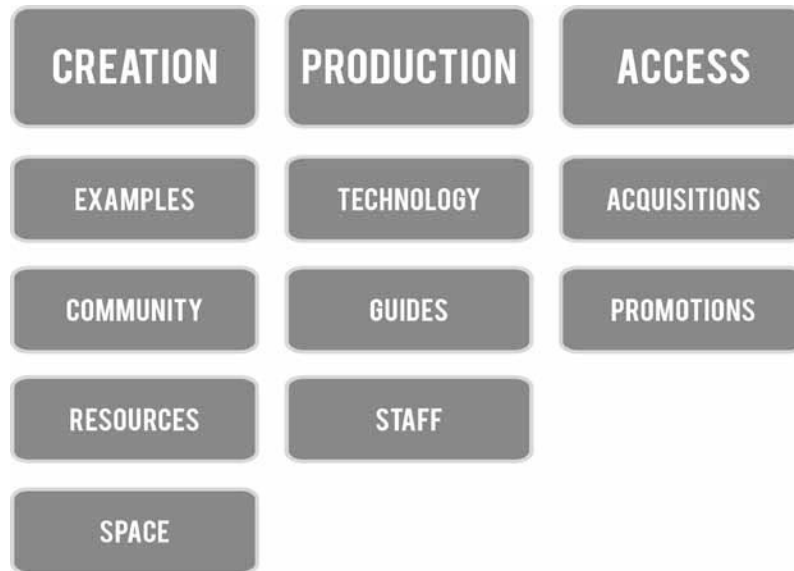 CREATION
PRODUCTION
ACCESS
EXAMPLES
TECHNOLOGY
ACQUISITIONS
COMMUNITY
GUIDES
PROMOTIONS
RESOURCES
STAFF
SPACE